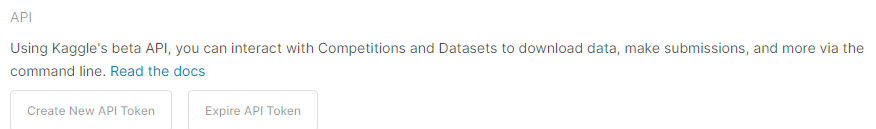 API
Using Kaggle's beta API, you can interact with Competitions and Datasets to download data, make submissions, and more via the
command line. Read the docs
Create New API Token Expire API Token